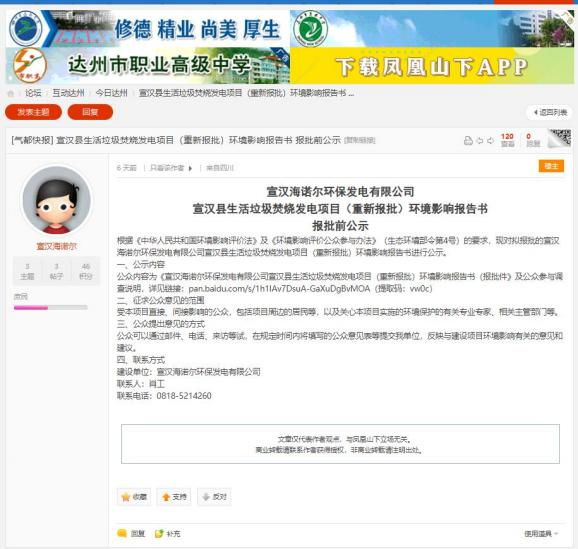 修德 精业 尚美 厚生
达州市职业高级中学
下载凤凰山下APP
论坛 › 互动达州 › 今日达州 › 宣汉县生活垃圾焚烧发电项目（重新报批）环境影响报告书 ...
发表主题
回复
返回列表
[气都快报] 宣汉县生活垃圾焚烧发电项目（重新报批）环境影响报告书 报批前公示 [复制链接]
120
查看
0
回复
宣汉海诺尔
3
主题
3
帖子
46
积分
庶民
6 天前 | 只看该作者 | 来自四川
楼主
宣汉海诺尔环保发电有限公司
宣汉县生活垃圾焚烧发电项目（重新报批）环境影响报告书
报批前公示
根据《中华人民共和国环境影响评价法》及《环境影响评价公众参与办法》（生态环境部令第4号）的要求，现对拟报批的宣汉
海诺尔环保发电有限公司宣汉县生活垃圾焚烧发电项目（重新报批）环境影响报告书进行公示。
一、公示内容
公众内容为《宣汉海诺尔环保发电有限公司宣汉县生活垃圾焚烧发电项目（重新报批）环境影响报告书（报批件》及公众参与调
查说明，详见链接：pan.baidu.com/s/1h1IAv7DsuA-GaXuDgBvMOA（提取码：vw0c）
二、征求公众意见的范围
受本项目直接、间接影响的公众，包括项目周边的居民等，以及关心本项目实施的环境保护的有关专业专家、相关主管部门等。
三、公众提出意见的方式
公众可以通过邮件、电话、来访等试，在规定时间内将填写的公众意见表等提交我单位，反映与建设项目环境影响有关的意见和
建议。
四、联系方式
建设单位：宣汉海诺尔环保发电有限公司
联系人：肖工
联系电话：0818-5214260
文章仅代表作者观点，与凤凰山下立场无关。
商业转载请联系作者获得授权，非商业转载请注明出处。
收藏
支持
反对
回复
补充
使用道具